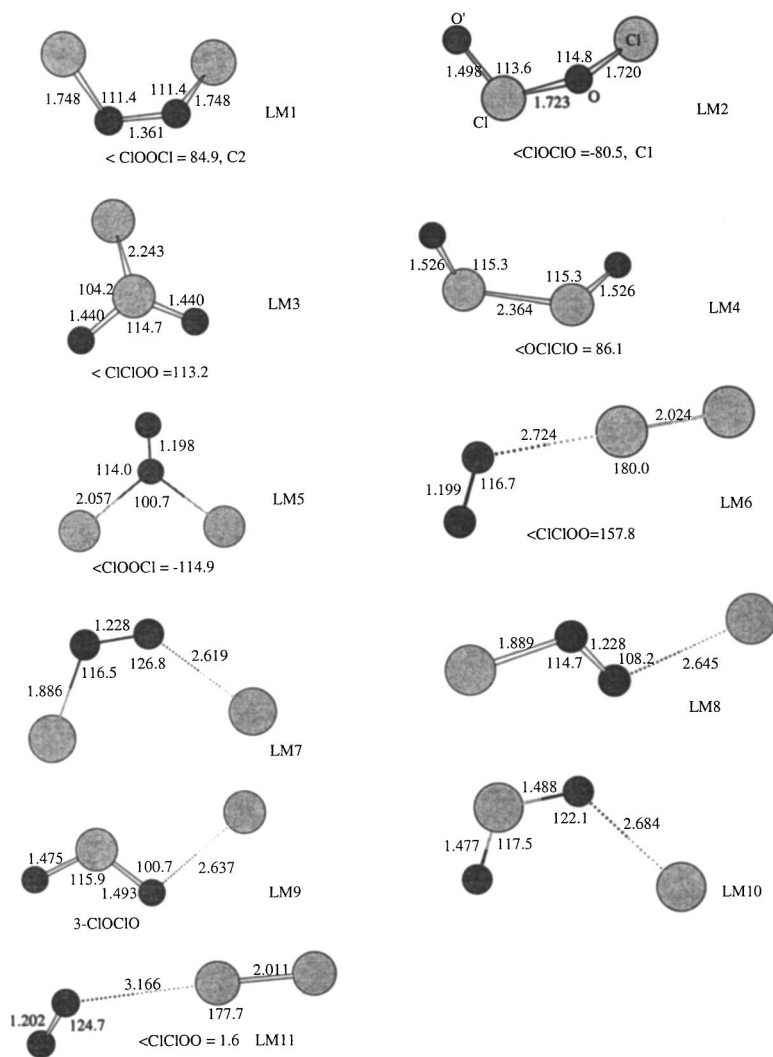 111.4 111.4
1.748 1.748
1.361
LM1
< ClOOCl = 84.9, C2
O'
Cl
114.8
1.498 113.6 1.720
1.723 O
Cl
LM2
<ClOClO =-80.5, C1
2.243
104.2
1.440 1.440
114.7
LM3
< ClClOO =113.2
1.526 115.3 115.3
1.526
2.364
LM4
<OClClO = 86.1
1.198
114.0
2.057 100.7
LM5
<ClOOCl = -114.9
2.724 2.024
1.199 116.7 180.0
LM6
<ClClOO=157.8
1.228
2.619
116.5 126.8
1.886
LM7
1.889 1.228
114.7 108.2
2.645
LM8
1.475 100.7
115.9 2.637
1.493
LM9
3-ClOClO
1.488
122.1 2.684
1.477 117.5
LM10
2.011
3.166
1.202 124.7 177.7
<ClClOO = 1.6 LM11